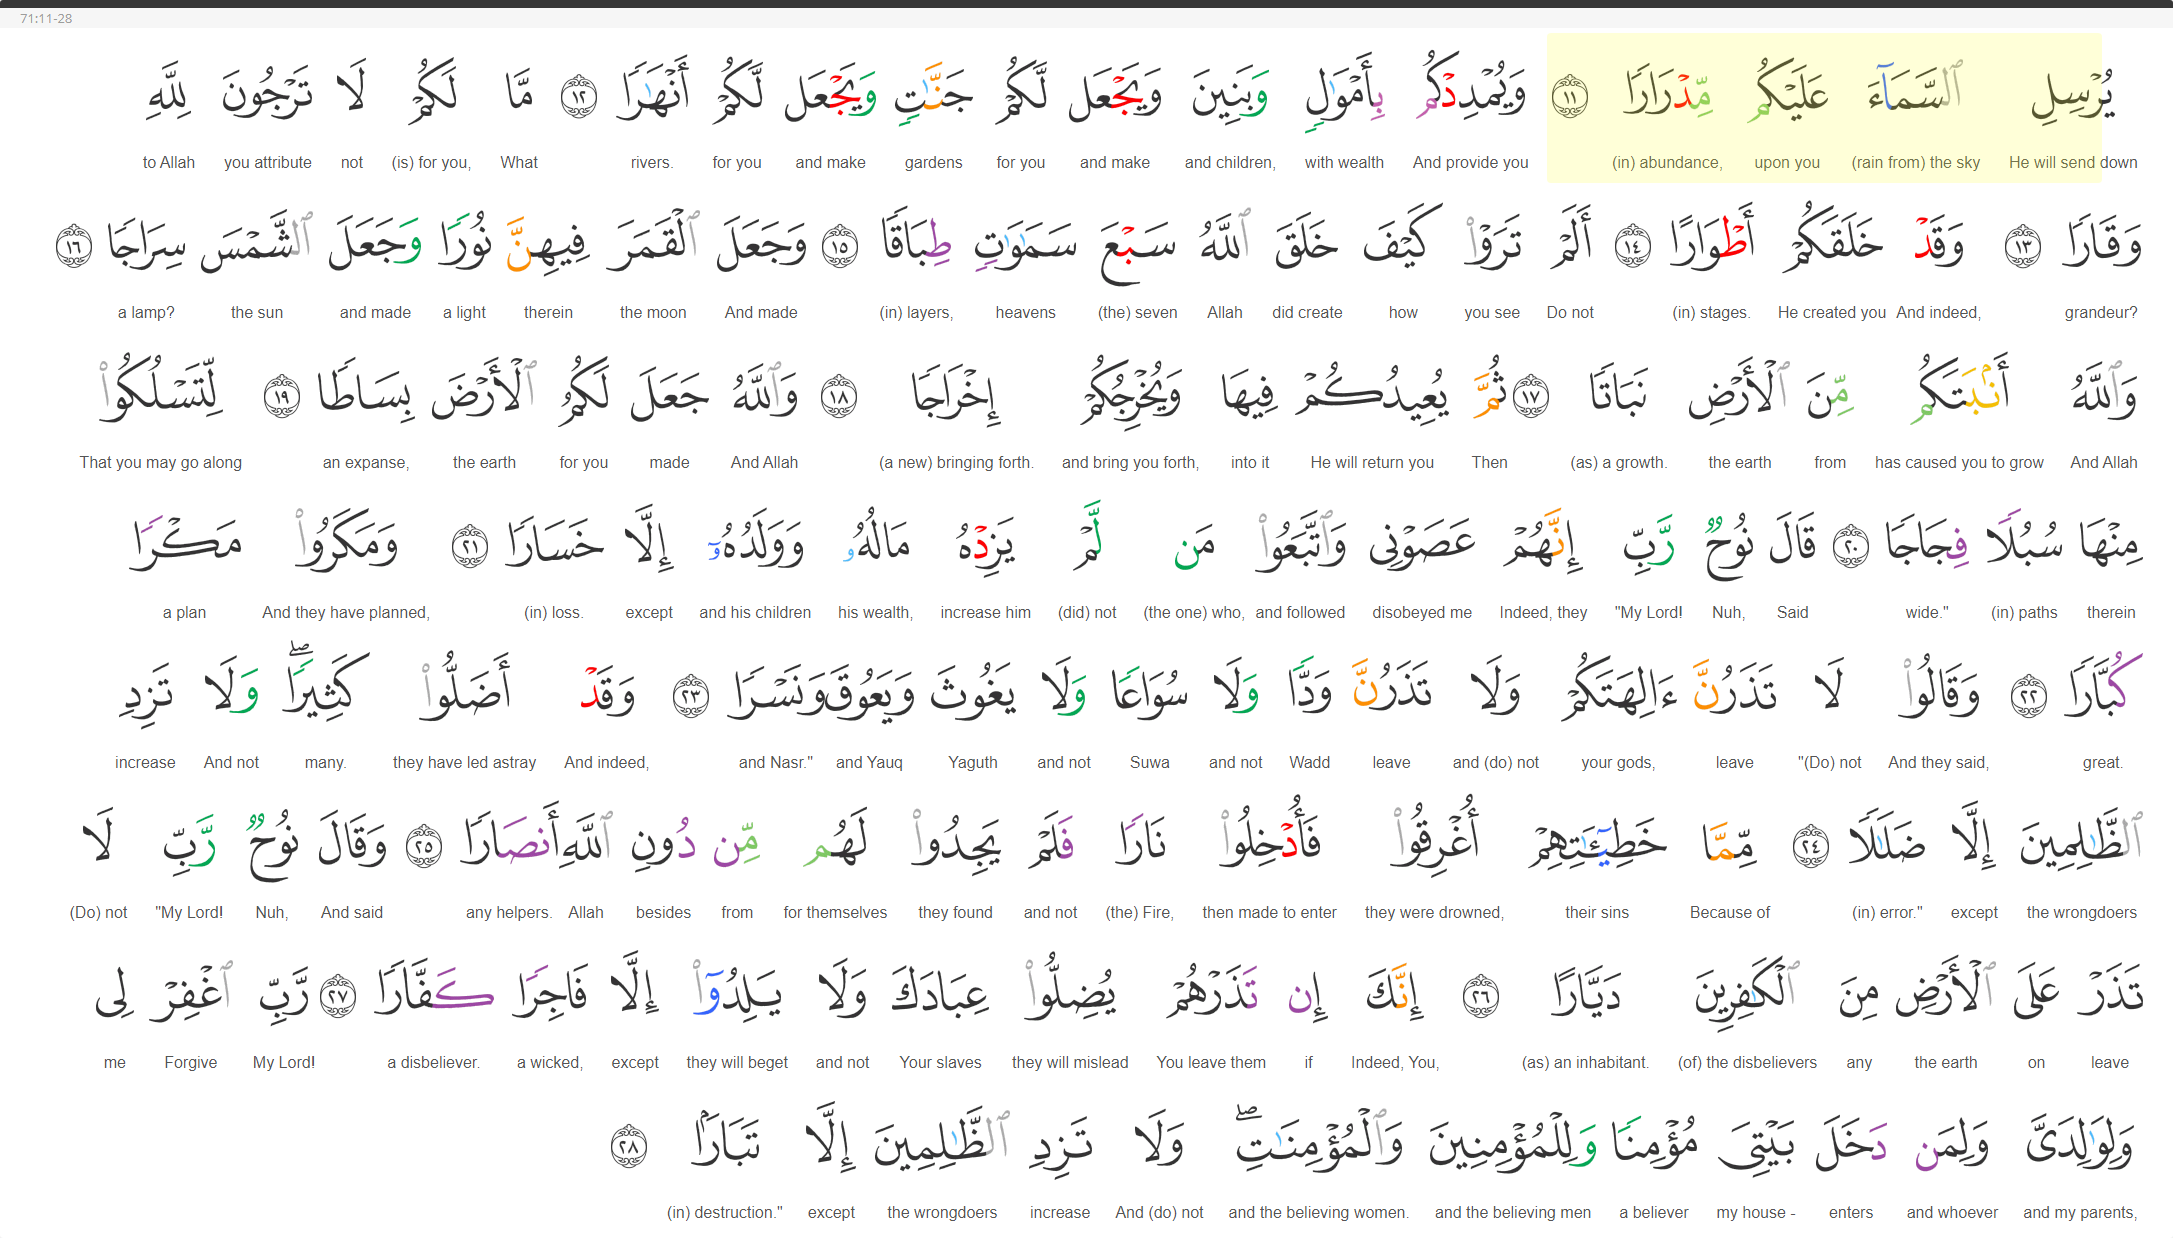 71:11-28
يُرْسِلِ ٱلسَّمَآءَ عَلَيْكُم مِّدْرَارًا ١١ وَيُمْدِدْكُم بِأَمْوَٰلٍ وَبَنِينَ وَيَجْعَل لَّكُمْ جَنَّـٰتٍ وَيَجْعَل لَّكُمْ أَنْهَـٰرًا ١٢ مَّا لَكُمْ لَا تَرْجُونَ لِلَّهِ
He will send down (rain from) the sky upon you (in) abundance, And provide you with wealth and children, and make for you gardens and make for you rivers. What (is) for you, not you attribute to Allah
وَقَارًا ١٣ وَقَدْ خَلَقَكُمْ أَطْوَارًا ١٤ أَلَمْ تَرَوْا۟ كَيْفَ خَلَقَ ٱللَّهُ سَبْعَ سَمَـٰوَٰتٍ طِبَاقًا ١٥ وَجَعَلَ ٱلْقَمَرَ فِيهِنَّ نُورًا وَجَعَلَ ٱلشَّمْسَ سِرَاجًا ١٦
grandeur? And indeed, He created you (in) stages. Do not you see how did create Allah (the) seven heavens (in) layers, And made the moon therein a light and made the sun a lamp?
وَٱللَّهُ أَنۢبَتَكُم مِّنَ ٱلْأَرْضِ نَبَاتًا ١٧ ثُمَّ يُعِيدُكُمْ فِيهَا وَيُخْرِجُكُمْ إِخْرَاجًا ١٨ وَٱللَّهُ جَعَلَ لَكُمُ ٱلْأَرْضَ بِسَاطًا ١٩ لِّتَسْلُكُوا۟
And Allah has caused you to grow from the earth (as) a growth. Then He will return you into it and bring you forth, (a new) bringing forth. And Allah made for you the earth an expanse, That you may go along
مِنْهَا سُبُلًا فِجَاجًا ٢٠ قَالَ نُوحٌ رَّبِّ إِنَّهُمْ عَصَوْنِى وَٱتَّبَعُوا۟ مَن لَّمْ يَزِدْهُ مَالُهُۥ وَوَلَدُهُۥٓ إِلَّا خَسَارًا ٢١ وَمَكَرُوا۟ مَكْرًا
therein (in) paths wide." Said Nuh, "My Lord! Indeed, they disobeyed me and followed (the one) who, (did) not increase him his wealth, and his children except (in) loss. And they have planned, a plan
كُبَّارًا ٢٢ وَقَالُوا۟ لَا تَذَرُنَّ ءَالِهَتَكُمْ وَلَا تَذَرُنَّ وَدًّا وَلَا سُوَاعًا وَلَا يَغُوثَ وَيَعُوقَ وَنَسْرًا ٢٣ وَقَدْ أَضَلُّوا۟ كَثِيرًا ۖ وَلَا تَزِدِ
great. And they said, "(Do) not leave your gods, and (do) not leave Wadd and not Suwa and not Yaguth and Yauq and Nasr." And indeed, they have led astray many. And not increase
ٱلظَّـٰلِمِينَ إِلَّا ضَلَـٰلًا ٢٤ مِّمَّا خَطِيٓـَٔـٰتِهِمْ أُغْرِقُوا۟ فَأُدْخِلُوا۟ نَارًا فَلَمْ يَجِدُوا۟ لَهُم مِّن دُونِ ٱللَّهِ أَنصَارًا ٢٥ وَقَالَ نُوحٌ رَّبِّ لَا
the wrongdoers except (in) error." Because of their sins they were drowned, then made to enter (the) Fire, and not they found for themselves from besides Allah any helpers. And said Nuh, "My Lord! (Do) not
تَذَرْ عَلَى ٱلْأَرْضِ مِنَ ٱلْكَـٰفِرِينَ دَيَّارًا ٢٦ إِنَّكَ إِن تَذَرْهُمْ يُضِلُّوا۟ عِبَادَكَ وَلَا يَلِدُوٓا۟ إِلَّا فَاجِرًا كَفَّارًا ٢٧ رَّبِّ ٱغْفِرْ لِى
leave on the earth any (of) the disbelievers (as) an inhabitant. Indeed, You, if You leave them they will mislead Your slaves and not they will beget except a wicked, a disbeliever. My Lord! Forgive me
وَلِوَٰلِدَىَّ وَلِمَن دَخَلَ بَيْتِىَ مُؤْمِنًا وَلِلْمُؤْمِنِينَ وَٱلْمُؤْمِنَـٰتِ ۖ وَلَا تَزِدِ ٱلظَّـٰلِمِينَ إِلَّا تَبَارًۢا ٢٨
and my parents, and whoever enters my house - a believer and the believing men and the believing women. And (do) not increase the wrongdoers except (in) destruction."